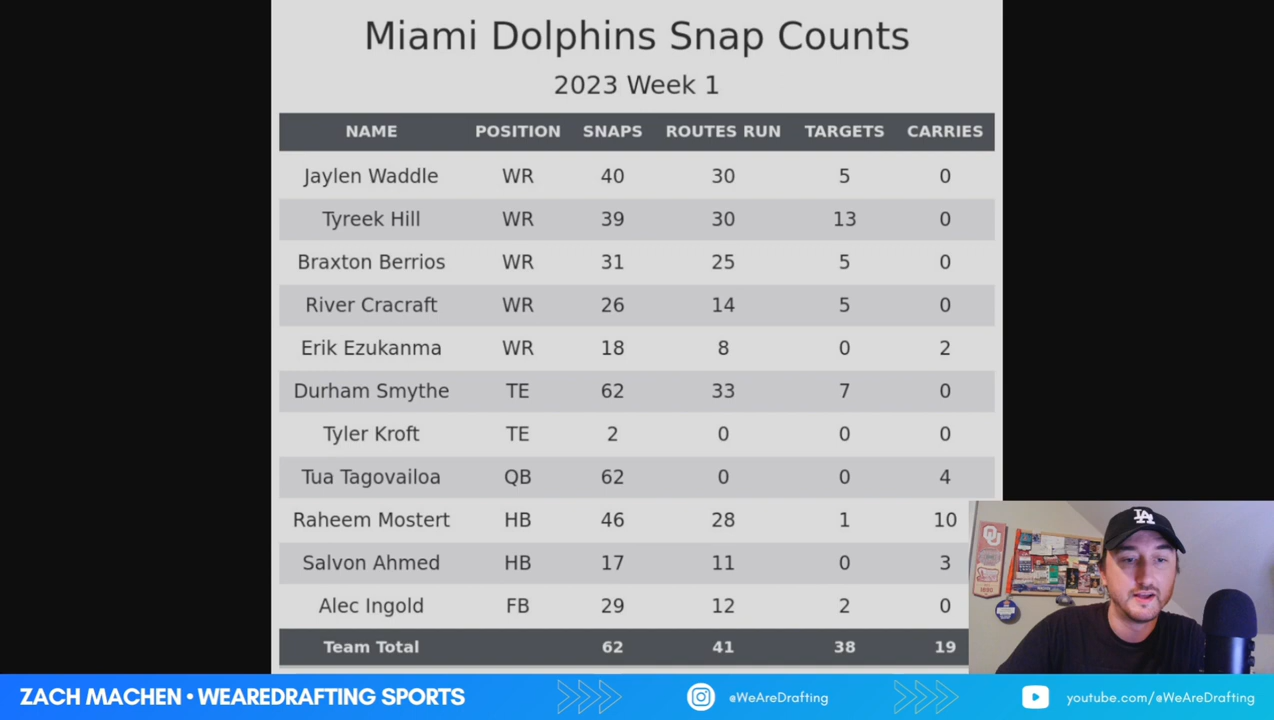 Miami Dolphins Snap Counts
2023 Week 1
NAME POSITION SNAPS ROUTES RUN TARGETS CARRIES
Jaylen Waddle WR 40 30 5 0
Tyreek Hill WR 39 30 13 0
Braxton Berrios WR 31 25 5 0
River Cracraft WR 26 14 5 0
Erik Ezukanma WR 18 8 0 2
Durham Smythe TE 62 33 7 0
Tyler Kroft TE 2 0 0 0
Tua Tagovailoa QB 62 0 0 4
Raheem Mostert HB 46 28 1 10
Salvon Ahmed HB 17 11 0 3
Alec Ingold FB 29 12 2 0
Team Total 62 41 38 19
OU
LA
ZACH MACHEN • WEAREDRAFTING SPORTS
@WeAreDrafting
youtube.com/@WeAreDrafting